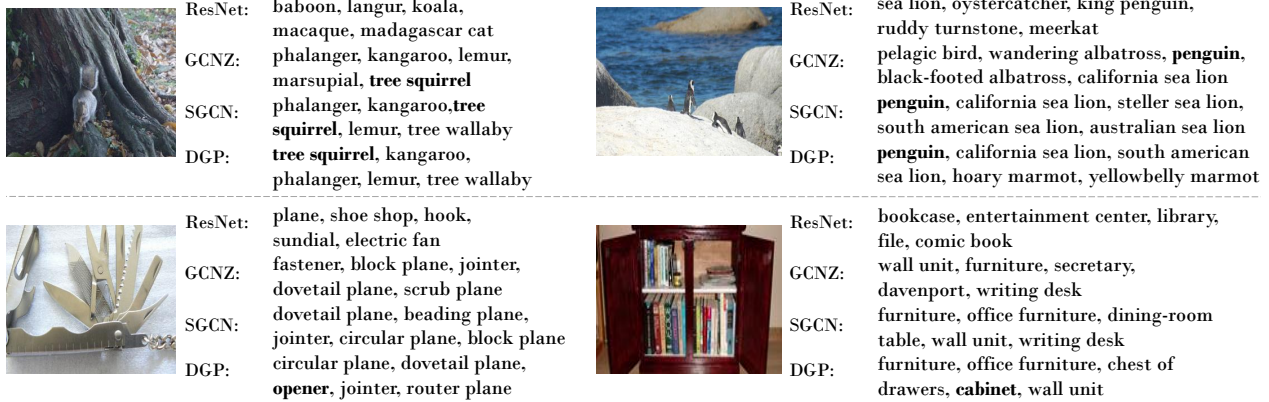 ResNet: baboon, langur, koala,
macaque, madagascar cat
GCNZ: phalanger, kangaroo, lemur,
marsupial, tree squirrel
SGCN: phalanger, kangaroo,tree
squirrel, lemur, tree wallaby
DGP: tree squirrel, kangaroo,
phalanger, lemur, tree wallaby
ResNet: sea lion, oystercatcher, king penguin,
ruddy turnstone, meerkat
GCNZ: pelagic bird, wandering albatross, penguin,
black-footed albatross, california sea lion
SGCN: penguin, california sea lion, steller sea lion,
south american sea lion, australian sea lion
DGP: penguin, california sea lion, south american
sea lion, hoary marmot, yellowbelly marmot
ResNet: plane, shoe shop, hook,
sundial, electric fan
GCNZ: fastener, block plane, jointer,
dovetail plane, scrub plane
SGCN: dovetail plane, beading plane,
jointer, circular plane, block plane
DGP: circular plane, dovetail plane,
opener, jointer, router plane
ResNet: bookcase, entertainment center, library,
file, comic book
GCNZ: wall unit, furniture, secretary,
davenport, writing desk
SGCN: furniture, office furniture, dining-room
table, wall unit, writing desk
DGP: furniture, office furniture, chest of
drawers, cabinet, wall unit